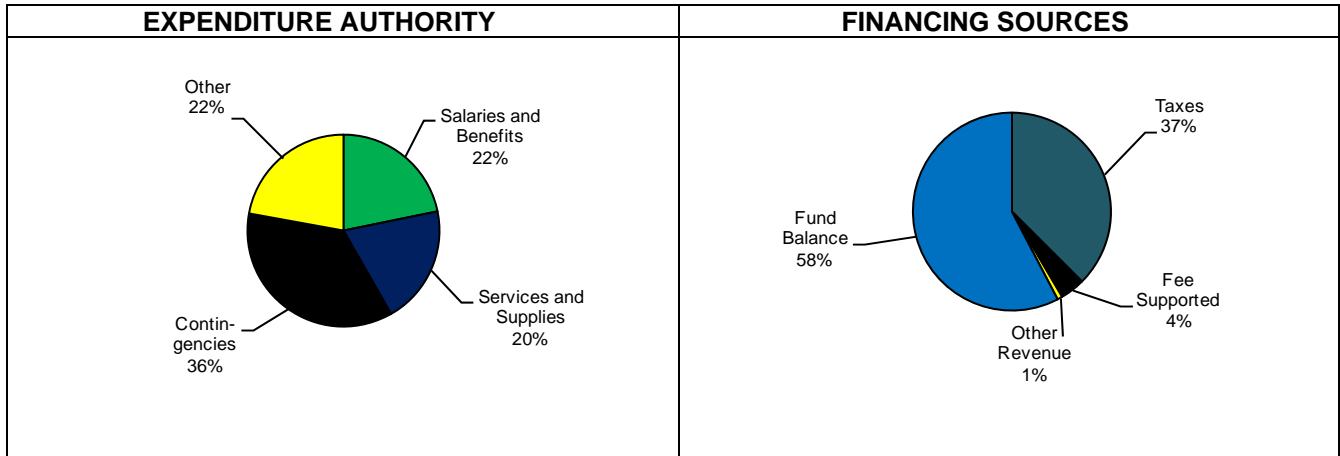 EXPENDITURE AUTHORITY
Other
22%
Salaries and
Benefits
22%
Services and
Supplies
20%
Contin-
gencies
36%
FINANCING SOURCES
Taxes
37%
Fund
Balance
58%
Fee
Supported
4%
Other
Revenue
1%